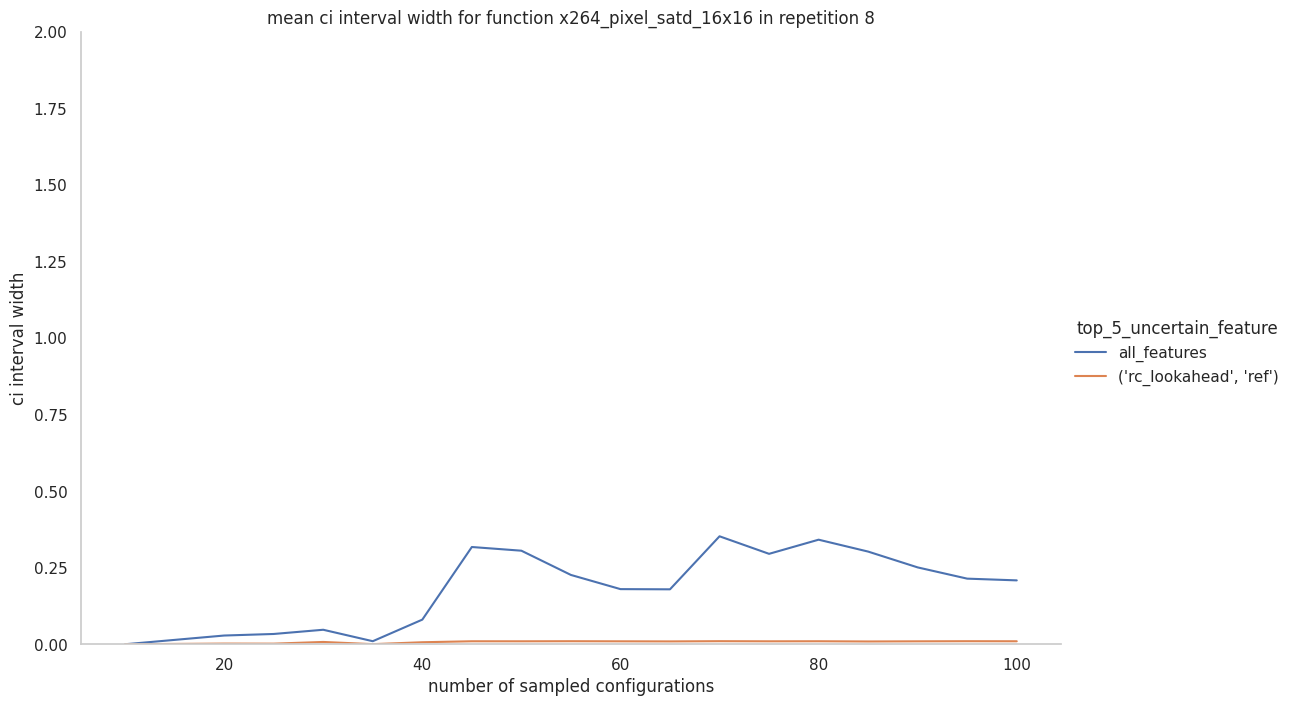 mean ci interval width for function x264_pixel_satd_16x16 in repetition 8
2.00
1.75
1.50
1.25
1.00
0.75
0.50
0.25
0.00
ci interval width
20
40
60
80
100
number of sampled configurations
top_5_uncertain_feature
all_features
('rc_lookahead', 'ref')